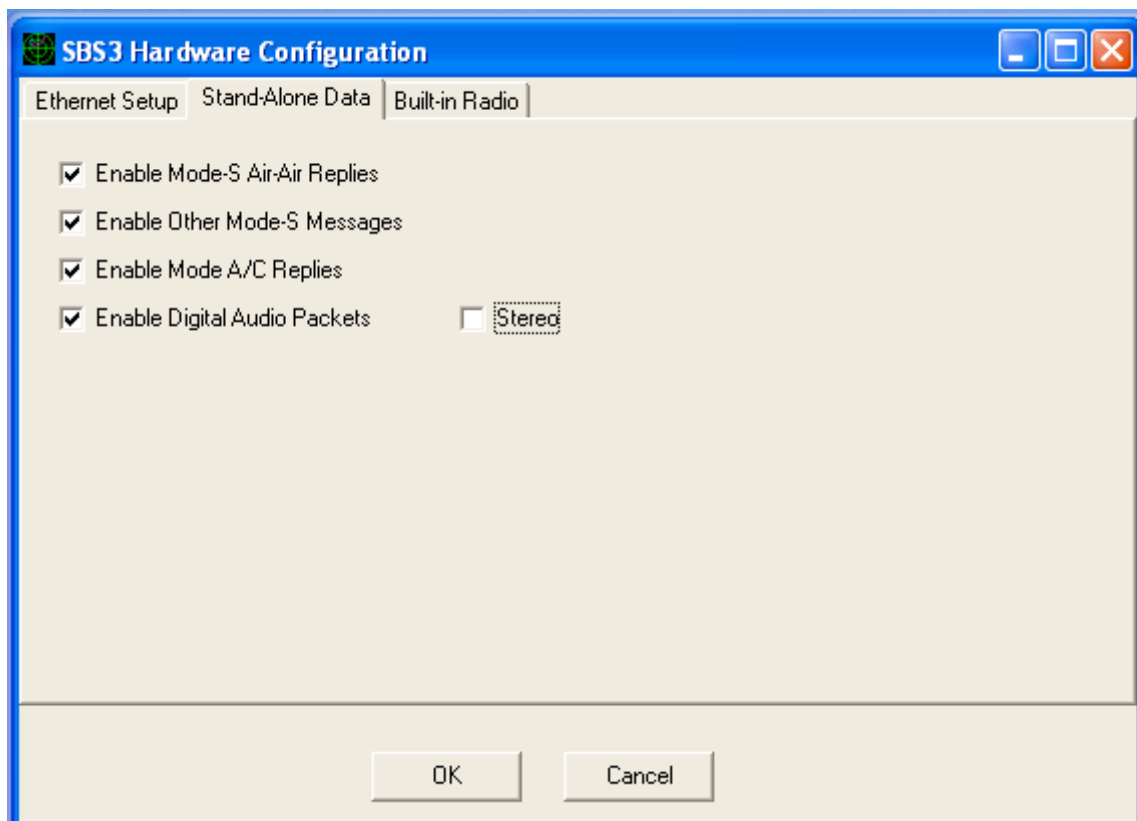 SBS3 Hardware Configuration
Ethernet Setup Stand-Alone Data Built-in Radio
Enable Mode-S Air-Air Replies
Enable Other Mode-S Messages
Enable Mode A/C Replies
Enable Digital Audio Packets Stereo
OK Cancel